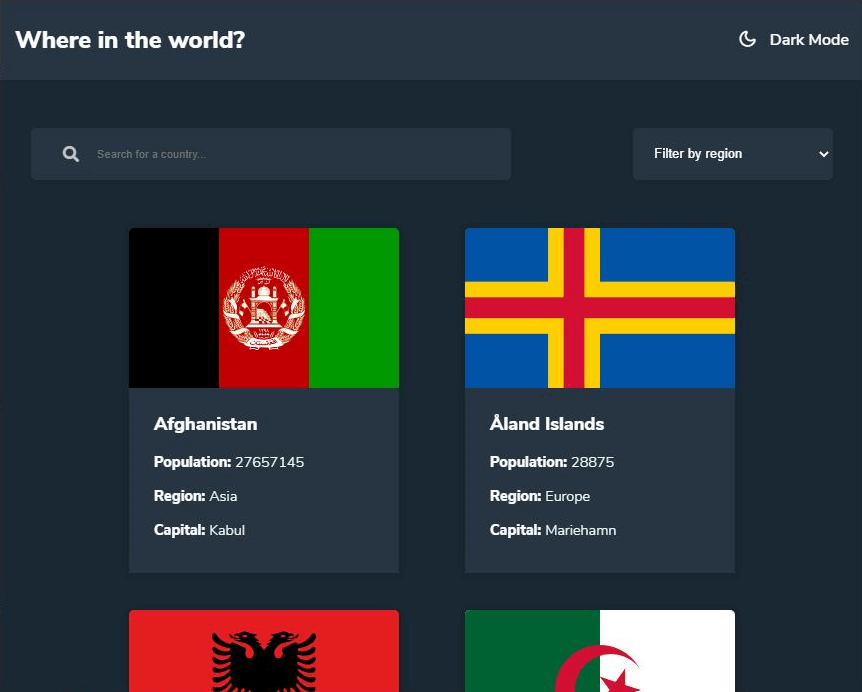 Where in the world?
Dark Mode
Search for a country...
Filter by region
Afghanistan
Population: 27657145
Region: Asia
Capital: Kabul
Åland Islands
Population: 28875
Region: Europe
Capital: Mariehamn